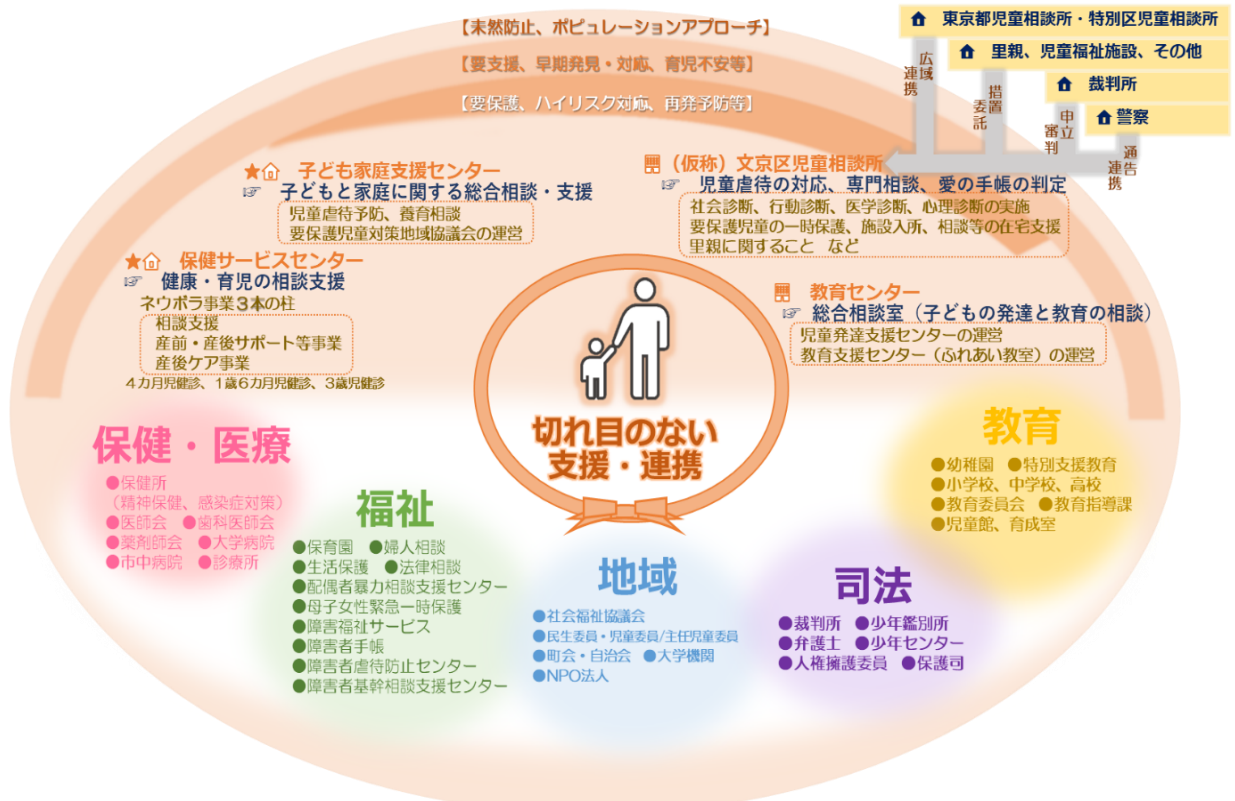 【未然防止、ポピュレーションアプローチ】
【要支援、早期発見・対応、育児不安等】
【要保護、ハイリスク対応、再発予防等】
東京都児童相談所・特別区児童相談所
里親、児童福祉施設、その他
裁判所
警察
広域
連携
措置
委託
申立
審判
通告
連携
★子ども家庭支援センター
☞ 子どもと家庭に関する総合相談・支援
児童虐待予防、養育相談
要保護児童対策地域協議会の運営
(仮称)文京区児童相談所
☞ 児童虐待の対応、専門相談、愛の手帳の判定
社会診断、行動診断、医学診断、心理診断の実施
要保護児童の一時保護、施設入所、相談等の在宅支援
里親に関すること など
★保健サービスセンター
☞ 健康・育児の相談支援
ネウボラ事業3本の柱
相談支援
産前・産後サポート等事業
産後ケア事業
4カ月児健診、1歳6カ月児健診、3歳児健診
教育センター
☞ 総合相談室(子どもの発達と教育の相談)
児童発達支援センターの運営
教育支援センター(ふれあい教室)の運営
切れ目のない
支援・連携
保健・医療
●保健所
(精神保健、感染症対策)
●医師会 ●歯科医師会
●薬剤師会 ●大学病院
●市中病院 ●診療所
福祉
●保育園 ●婦人相談
●生活保護 ●法律相談
●配偶者暴力相談支援センター
●母子女性緊急一時保護
●障害福祉サービス
●障害者手帳
●障害者虐待防止センター
●障害者基幹相談支援センター
地域
●社会福祉協議会
●民生委員・児童委員/主任児童委員
●町会・自治会 ●大学機関
●NPO法人
司法
●裁判所 ●少年鑑別所
●弁護士 ●少年センター
●人権擁護委員 ●保護司
教育
●幼稚園 ●特別支援教育
●小学校、中学校、高校
●教育委員会 ●教育指導課
●児童館、育成室